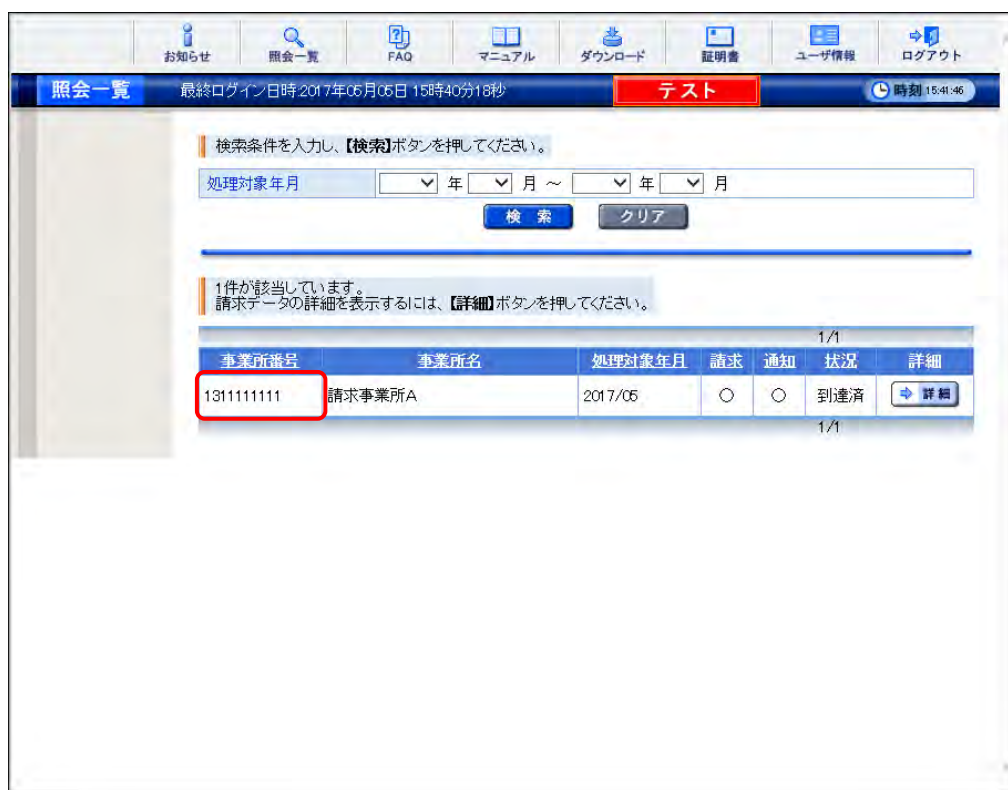 お知らせ 照会一覧 FAQ マニュアル ダウンロード 証明書 ユーザ情報 ログアウト
照会一覧 最終ログイン日時:2017年05月05日 15時40分18秒 テスト 時刻 15:41:46
検索条件を入力し、【検索】ボタンを押してください。
処理対象年月 年 月 ～ 年 月
検索 クリア
1件が該当しています。
請求データの詳細を表示するには、【詳細】ボタンを押してください。
1/1
事業所番号 事業所名 処理対象年月 請求 通知 状況 詳細
1311111111 請求事業所A 2017/05 ○ ○ 到達済 詳細
1/1